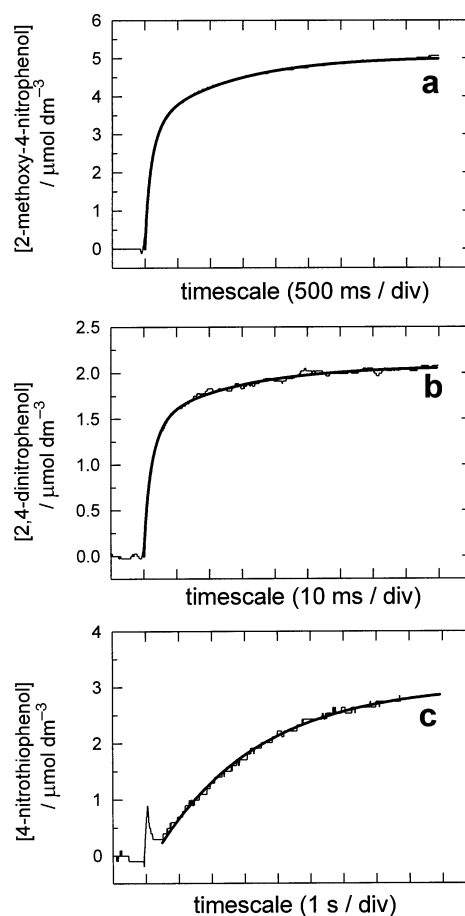 [2-methoxy-4-nitrophenol]
/ μmol dm⁻³
6
5
4
3
2
1
0
a
timescale (500 ms / div)
[2,4-dinitrophenol]
/ μmol dm⁻³
2.5
2.0
1.5
1.0
0.5
0.0
b
timescale (10 ms / div)
[4-nitrothiophenol]
/ μmol dm⁻³
4
3
2
1
0
c
timescale (1 s / div)